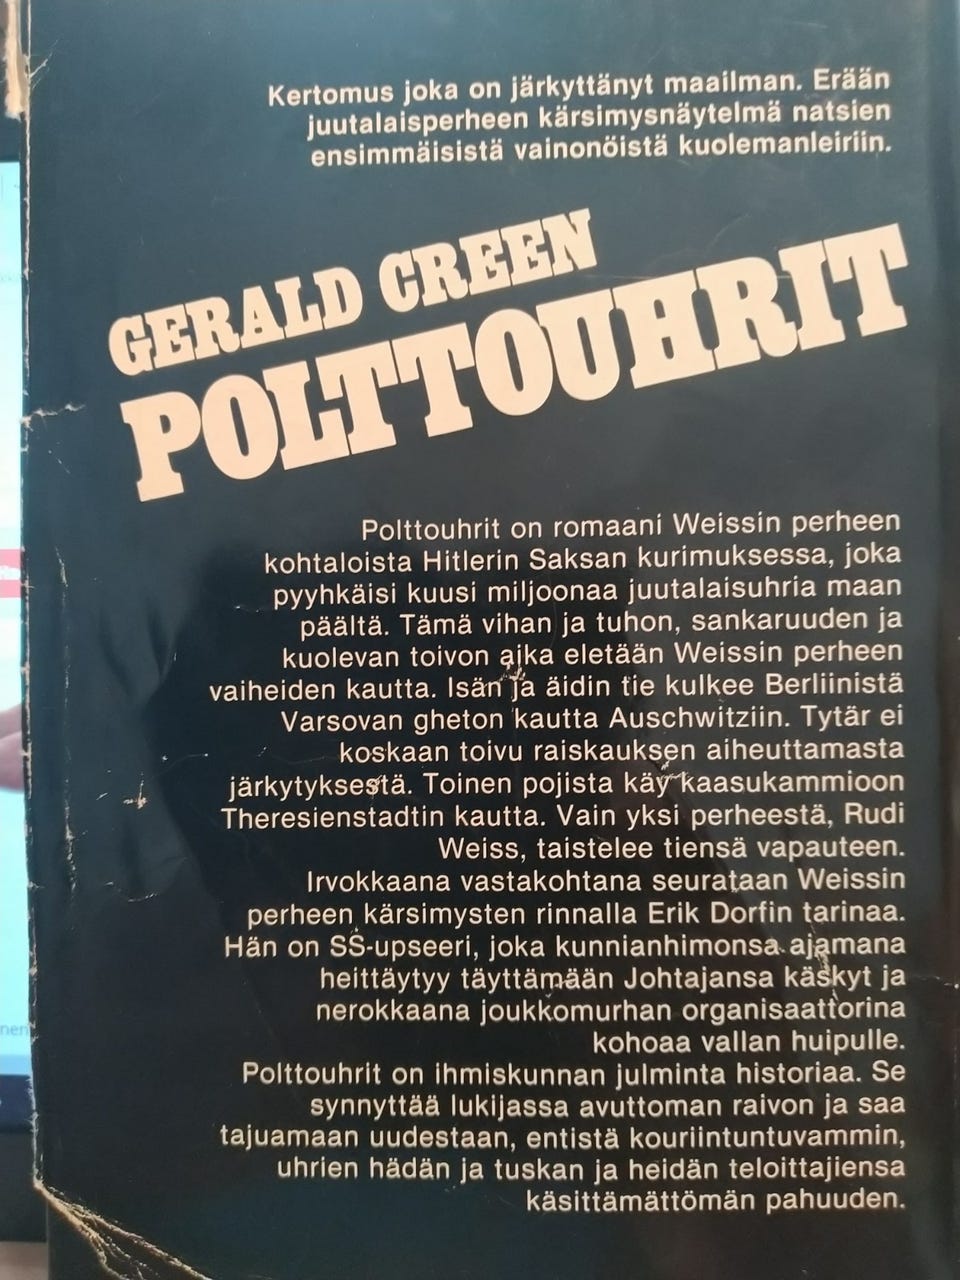 Kertomus joka on järkyttänyt maailman. Erään
juutalaisperheen kärsimysnäytelmä natsien
ensimmäisistä vainonöistä kuolemanleiriin.
GERALD GREEN
POLTTOUHRIT
Polttouhrit on romaani Weissin perheen
kohtaloista Hitlerin Saksan kurimuksessa, joka
pyyhkäisi kuusi miljoonaa juutalaisuhria maan
päältä. Tämä vihan ja tuhon, sankaruuden ja
kuolevan toivon aika eletään Weissin perheen
vaiheiden kautta. Isän ja äidin tie kulkee Berliinistä
Varsovan gheton kautta Auschwitziin. Tytär ei
koskaan toivu raiskauksen aiheuttamasta
järkytyksestä. Toinen pojista käy kaasukammioon
Theresienstadtin kautta. Vain yksi perheestä, Rudi
Weiss, taistelee tiensä vapauteen.
Irvokkaana vastakohtana seurataan Weissin
perheen kärsimysten rinnalla Erik Dorfin tarinaa.
Hän on SS-upseeri, joka kunnianhimonsa ajamana
heittäytyy täyttämään Johtajansa käskyt ja
nerokkaana joukkomurhan organisaattorina
kohoaa vallan huipulle.
Polttouhrit on ihmiskunnan julminta historiaa. Se
synnyttää lukijassa avuttoman raivon ja saa
tajuamaan uudestaan, entistä kouriintuntuvammin,
uhrien hädän ja tuskan ja heidän teloittajiensa
käsittämättömän pahuuden.